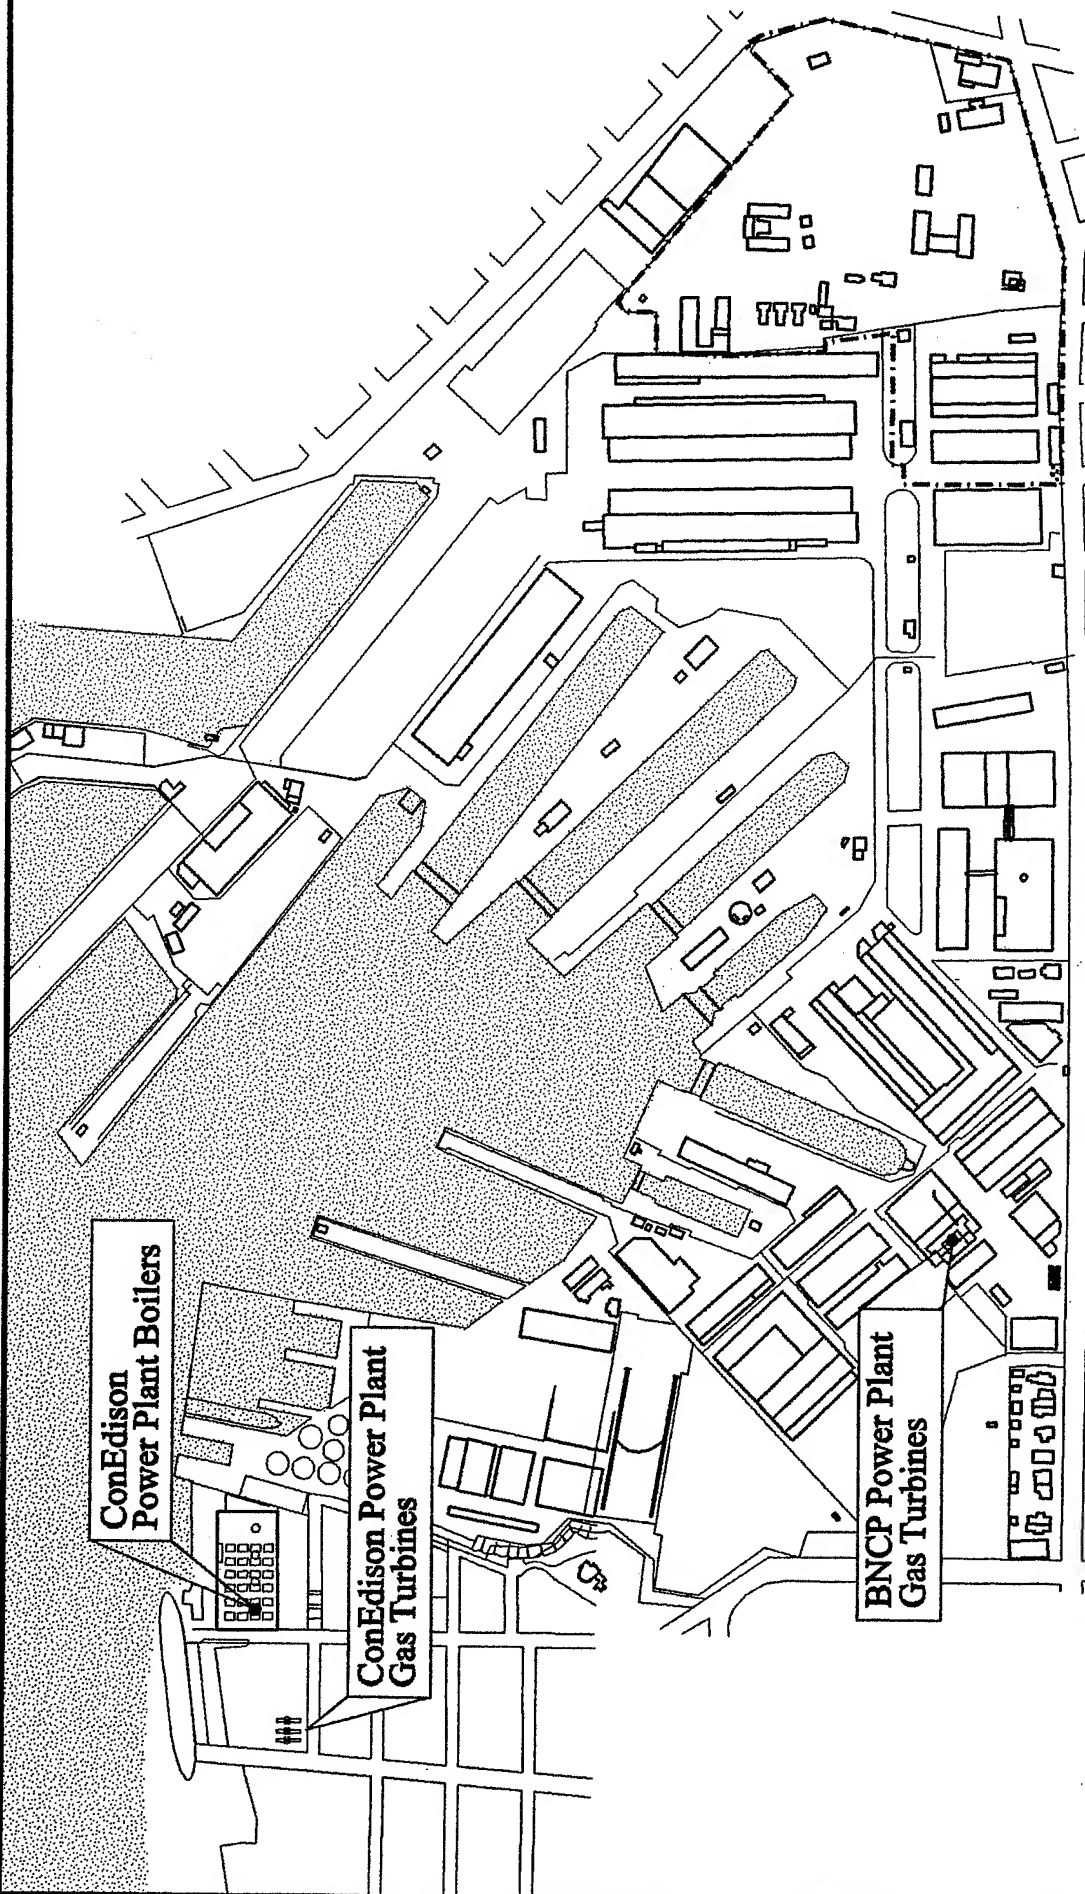 ConEdison
Power Plant Boilers
ConEdison Power Plant
Gas Turbines
BNCP Power Plant
Gas Turbines